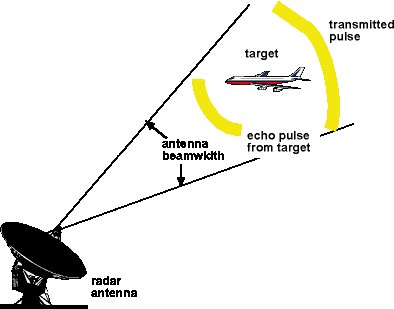 transmitted
pulse
target
echo pulse
from target
antenna
beamwidth
radar
antenna